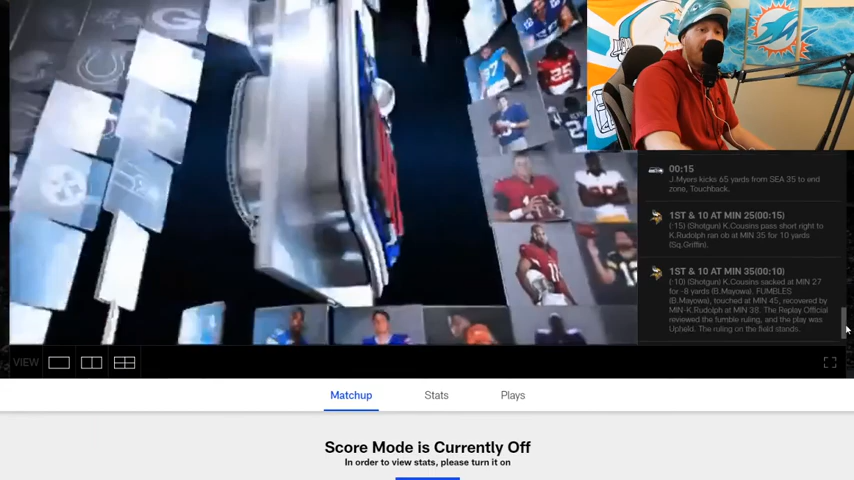 00:15
J.Myers kicks 65 yards from SEA 35 to end
zone, Touchback.
1ST & 10 AT MIN 25(00:15)
(:15) (Shotgun) K.Cousins pass short right to
K.Rudolph ran ob at MIN 35 for 10 yards
(Sq.Griffin).
1ST & 10 AT MIN 35(00:10)
(:10) (Shotgun) K.Cousins sacked at MIN 27
for -8 yards (B.Mayowa). FUMBLES
(B.Mayowa), touched at MIN 45, recovered by
MIN-K.Rudolph at MIN 38. The Replay Official
reviewed the fumble ruling, and the play was
Upheld. The ruling on the field stands.
VIEW
Matchup Stats Plays
Score Mode is Currently Off
In order to view stats, please turn it on